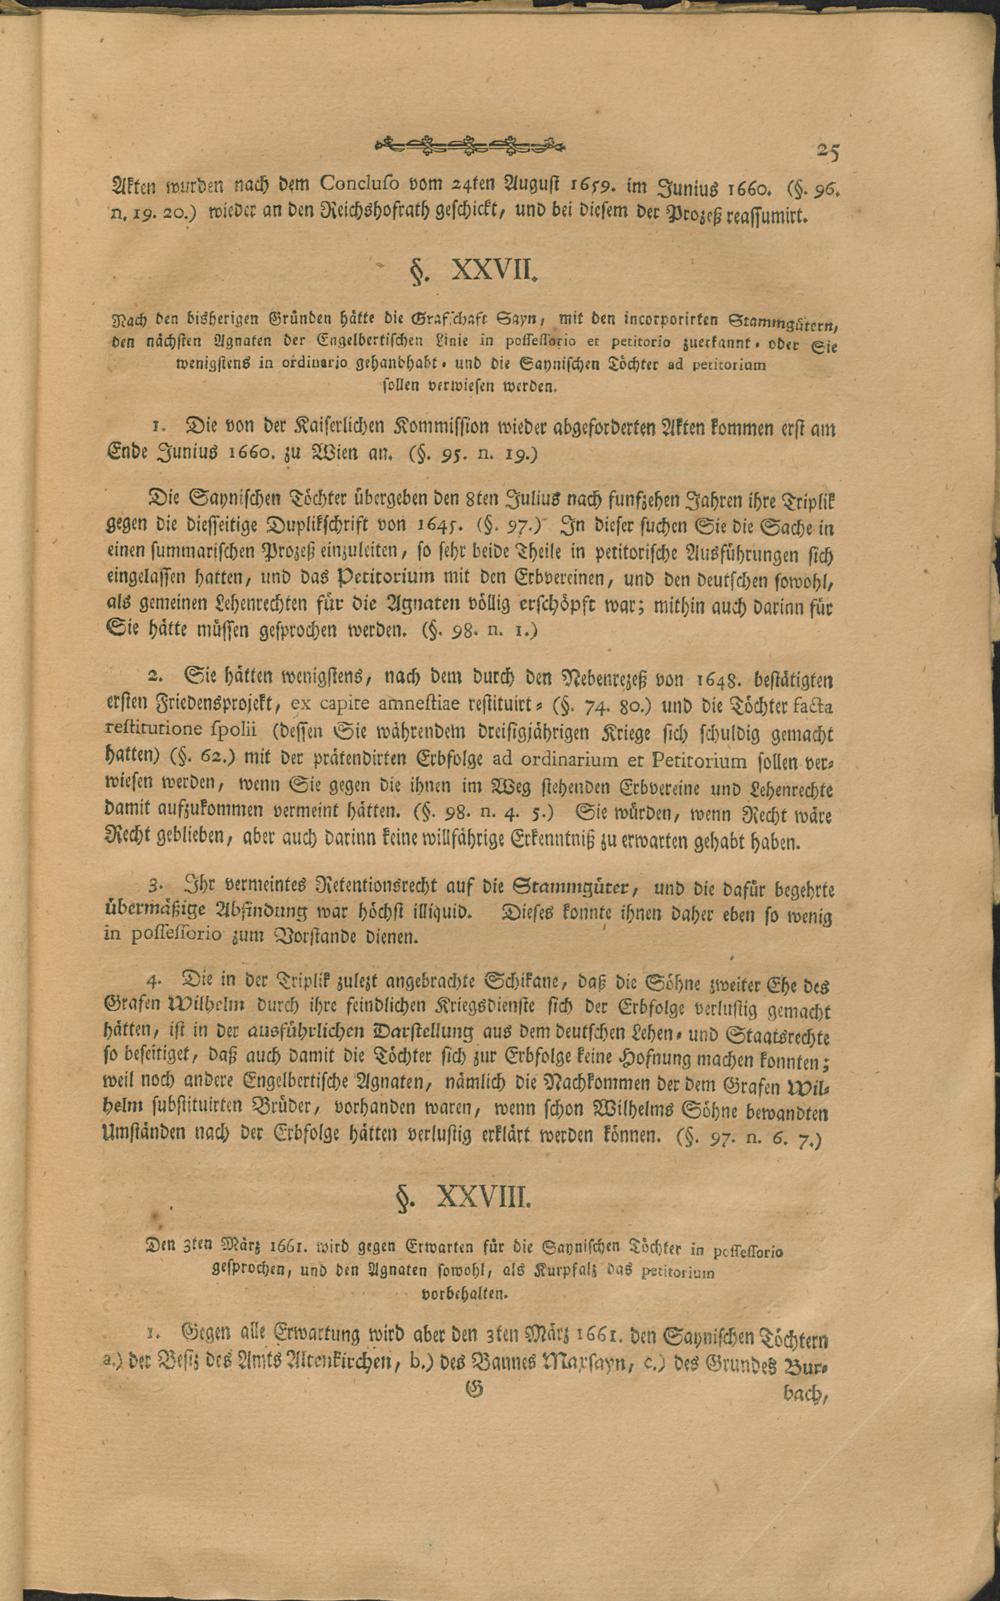 25
Akten wurden nach dem Concluso vom 24ten August 1659. im Junius 1660. (§. 96.
n. 19. 20.) wieder an den Reichshofrath geschickt, und bei diesem der Prozeß reassumirt.
§. XXVII.
Nach den bisherigen Gründen hätte die Grafschaft Sayn, mit den incorporirten Stammgütern,
den nächsten Agnaten der Engelbertischen Linie in possessorio et petitorio zuerkannt- oder Sie
wenigstens in ordinario gehandhabt- und die Saynischen Töchter ad petitorium
sollen verwiesen werden.
1. Die von der Kaiserlichen Kommission wieder abgeforderten Akten kommen erst am
Ende Junius 1660. zu Wien an. (§. 95. n. 19.)
Die Saynischen Töchter übergeben den 8ten Julius nach funfzehen Jahren ihre Triplik
gegen die diesseitige Duplikschrift von 1645. (§. 97.) In dieser suchen Sie die Sache in
einen summarischen Prozeß einzuleiten, so sehr beide Theile in petitorische Ausführungen sich
eingelassen hatten, und das Petitorium mit den Erbvereinen, und den deutschen sowohl,
als gemeinen Lehenrechten für die Agnaten völlig erschöpft war; mithin auch darinn für
Sie hätte müssen gesprochen werden. (§. 98. n. 1.)
2. Sie hätten wenigstens, nach dem durch den Nebenrezeß von 1648. bestätigten
ersten Friedensprojekt, ex capite amnestiae restituirt- (§. 74. 80.) und die Töchter facta
restitutione spolii (dessen Sie währendem dreisigjährigen Kriege sich schuldig gemacht
hatten) (§. 62.) mit der prätendirten Erbfolge ad ordinarium et Petitorium sollen ver-
wiesen werden, wenn Sie gegen die ihnen im Weg stehenden Erbvereine und Lehenrechte
damit aufzukommen vermeint hätten. (§. 98. n. 4. 5.) Sie würden, wenn Recht wäre
Recht geblieben, aber auch darinn keine willfährige Erkenntniß zu erwarten gehabt haben.
3. Ihr vermeintes Retentionsrecht auf die Stammgüter, und die dafür begehrte
übermäßige Abfindung war höchst illiquid. Dieses konnte ihnen daher eben so wenig
in possessorio zum Vorstande dienen.
4. Die in der Triplik zulezt angebrachte Schikane, daß die Söhne zweiter Ehe des
Grafen Wilhelm durch ihre feindlichen Kriegsdienste sich der Erbfolge verlustig gemacht
hätten, ist in der ausführlichen Darstellung aus dem deutschen Lehen- und Staatsrechte
so beseitiget, daß auch damit die Töchter sich zur Erbfolge keine Hofnung machen konnten;
weil noch andere Engelbertische Agnaten, nämlich die Nachkommen der dem Grafen Wil-
helm substituirten Brüder, vorhanden waren, wenn schon Wilhelms Söhne bewandten
Umständen nach der Erbfolge hätten verlustig erklärt werden können. (§. 97. n. 6. 7.)
§. XXVIII.
Den 3ten März 1661. wird gegen Erwarten für die Saynischen Töchter in possessorio
gesprochen, und den Agnaten sowohl, als Kurpfalz das petitorium
vorbehalten.
1. Gegen alle Erwartung wird aber den 3ten März 1661. den Saynischen Töchtern
a.) der Besiz des Amts Altenkirchen, b.) des Bannes Maxsayn, c.) des Grundes Bur-
G
bach,